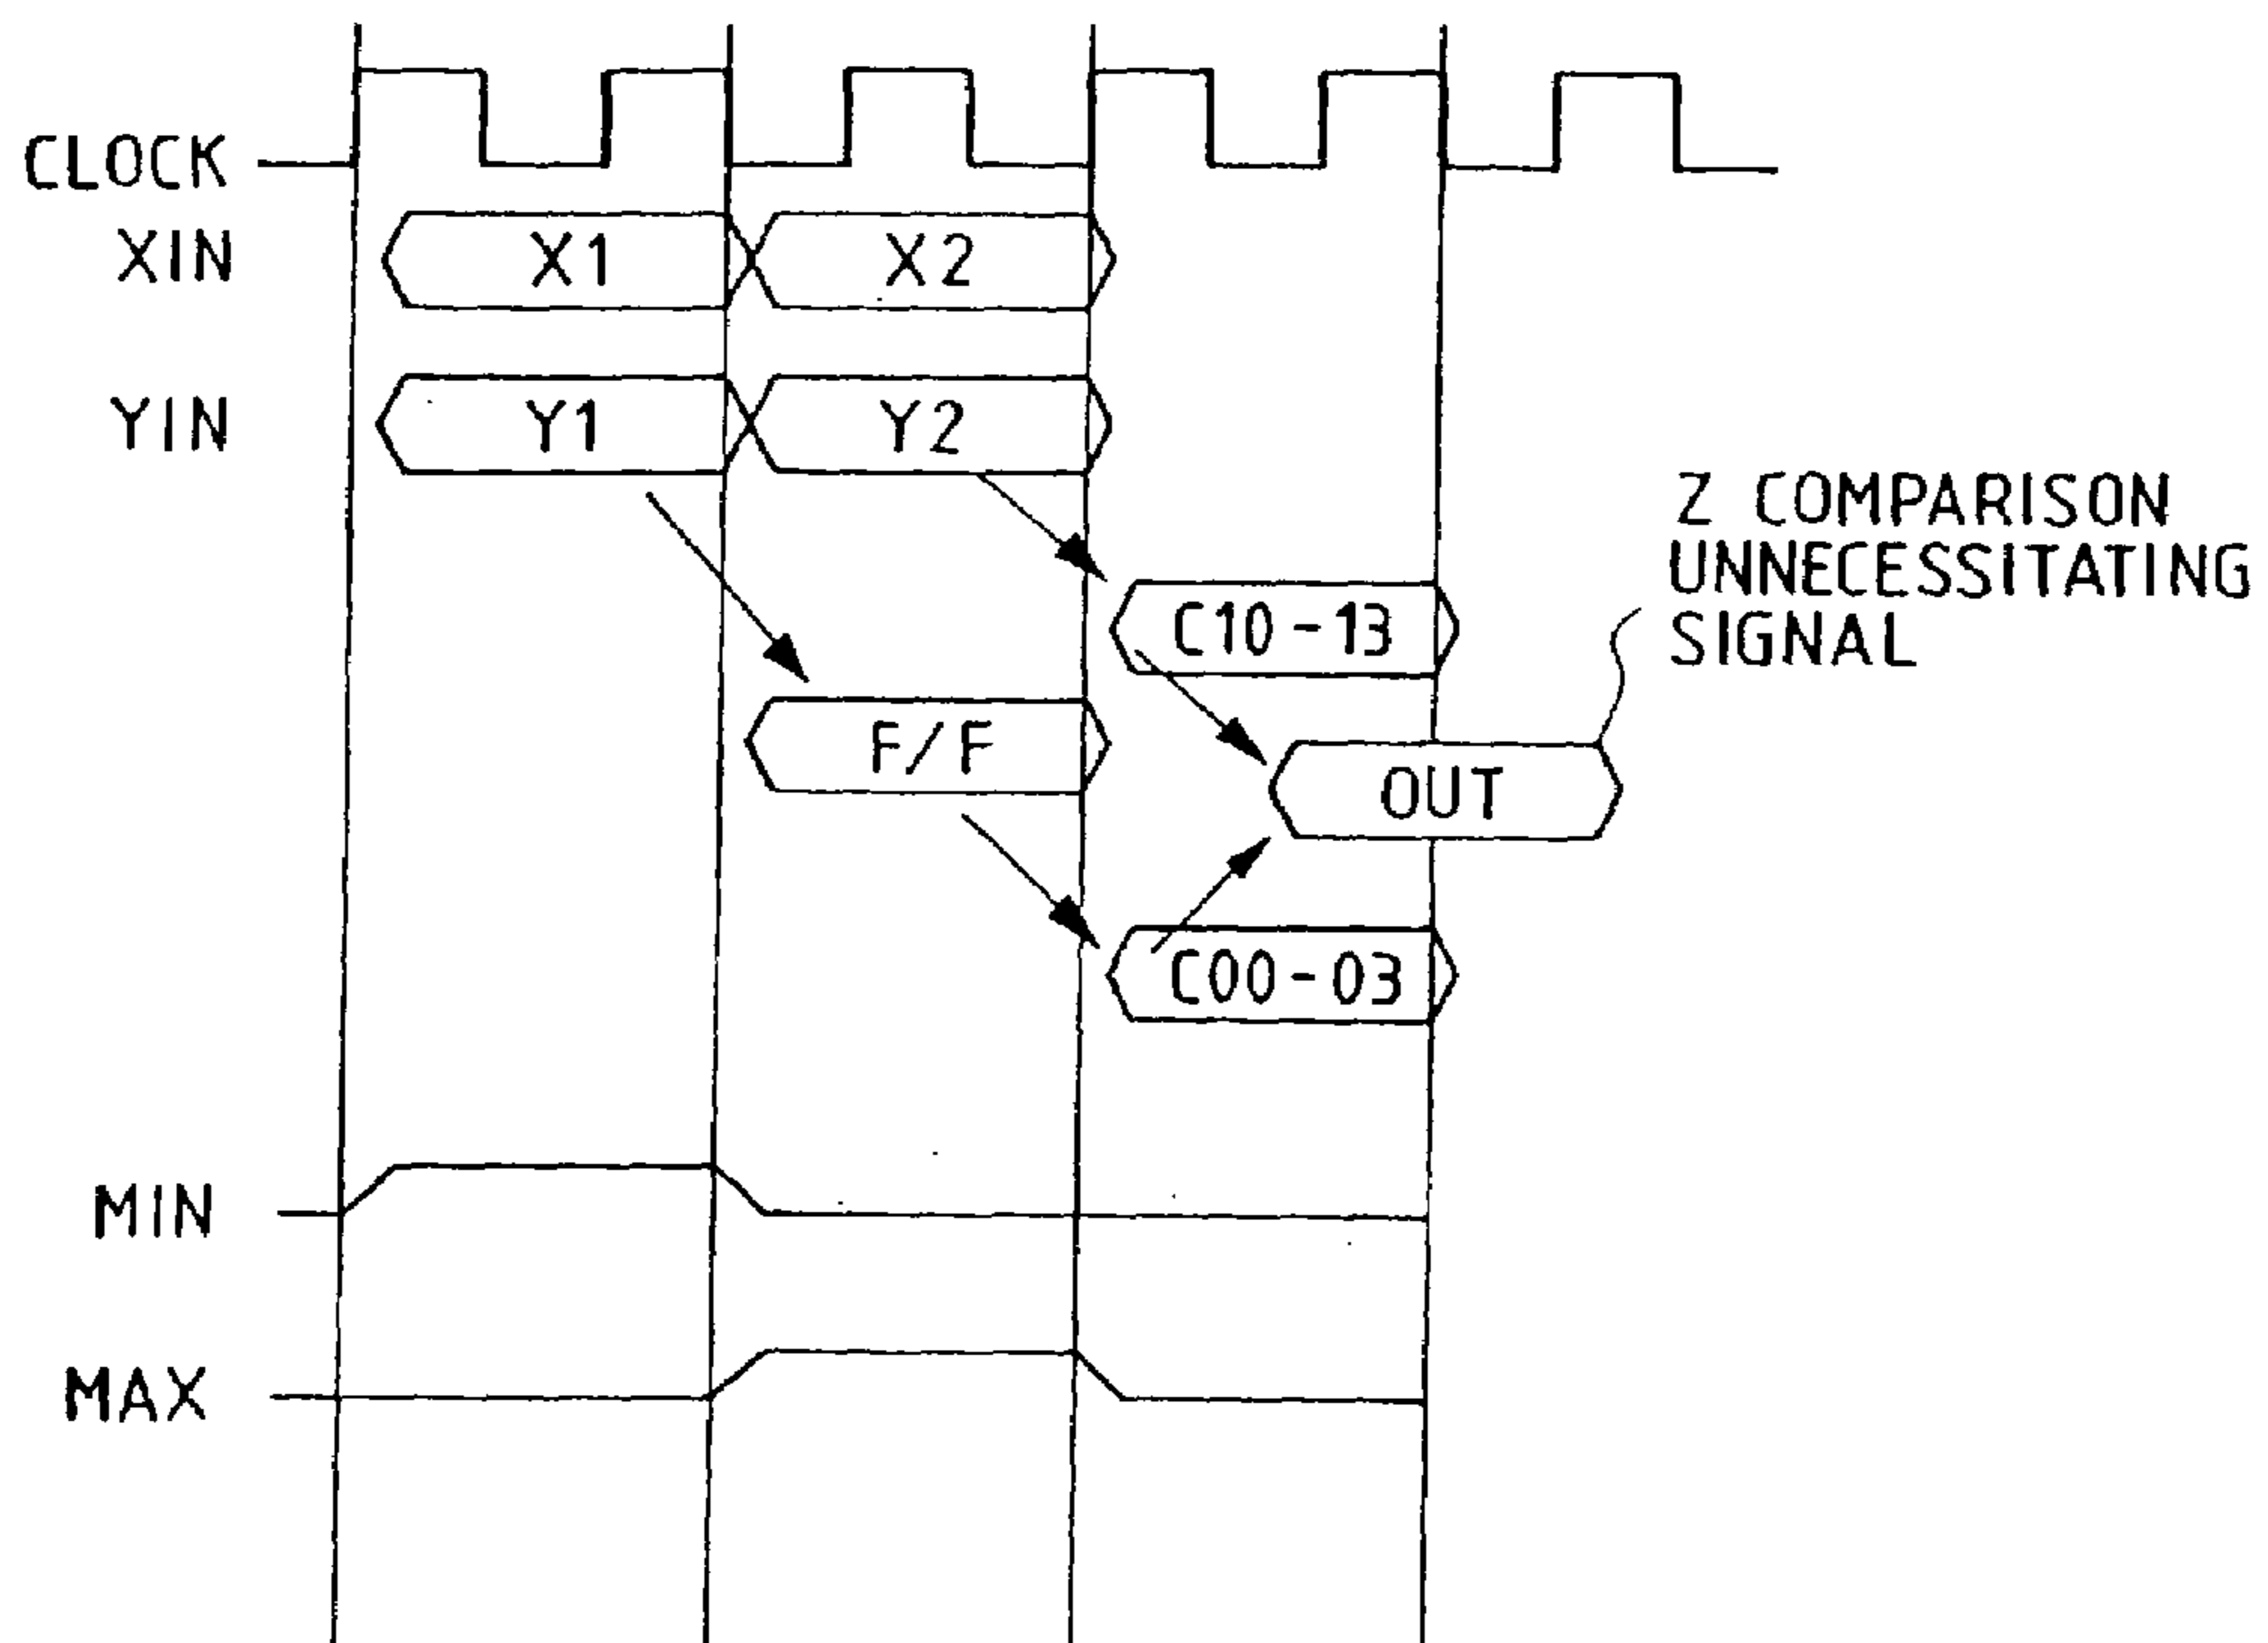 CLOCK
XIN X1 X2
YIN Y1 Y2
Z COMPARISON
UNNECESSITATING
SIGNAL
C10-13
F/F
OUT
C00-03
MIN
MAX